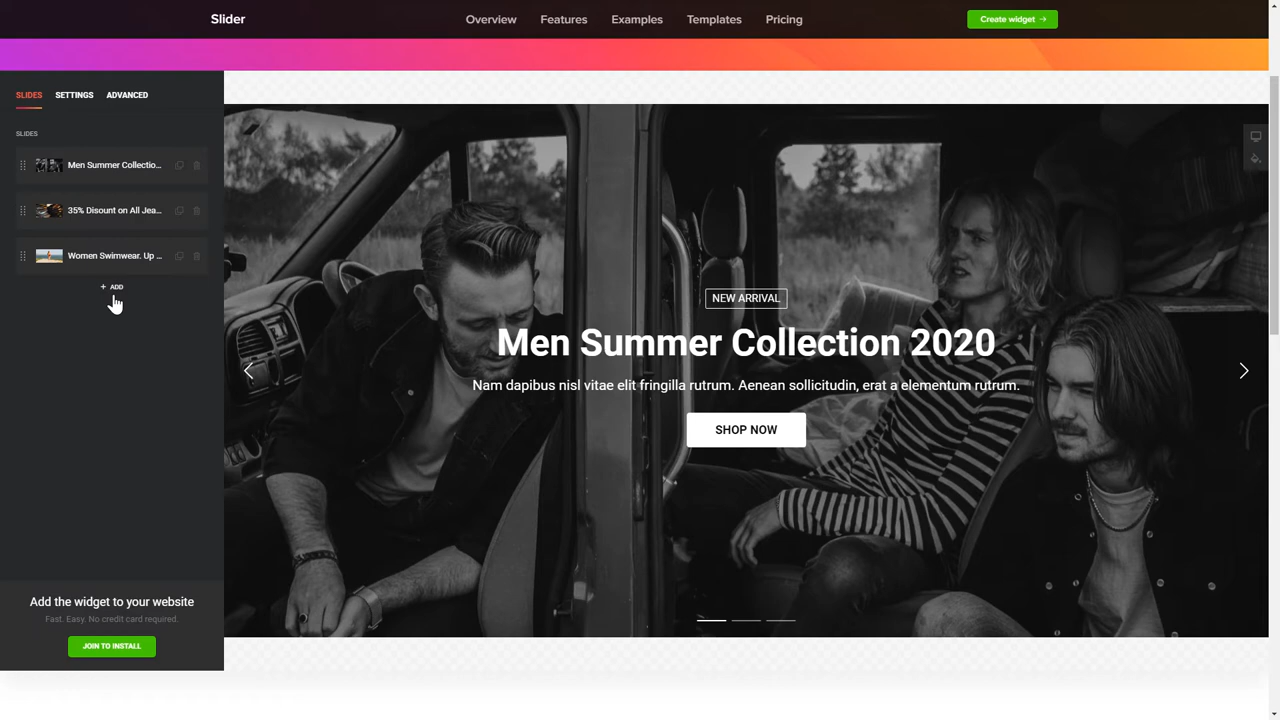 Slider
Overview
Features
Examples
Templates
Pricing
Create widget →
SLIDES
SETTINGS
ADVANCED
SLIDES
Men Summer Collectio...
35% Disount on All Jea...
Women Swimwear. Up ...
+ ADD
NEW ARRIVAL
Men Summer Collection 2020
Nam dapibus nisl vitae elit fringilla rutrum. Aenean sollicitudin, erat a elementum rutrum.
SHOP NOW
Add the widget to your website
Fast. Easy. No credit card required.
JOIN TO INSTALL